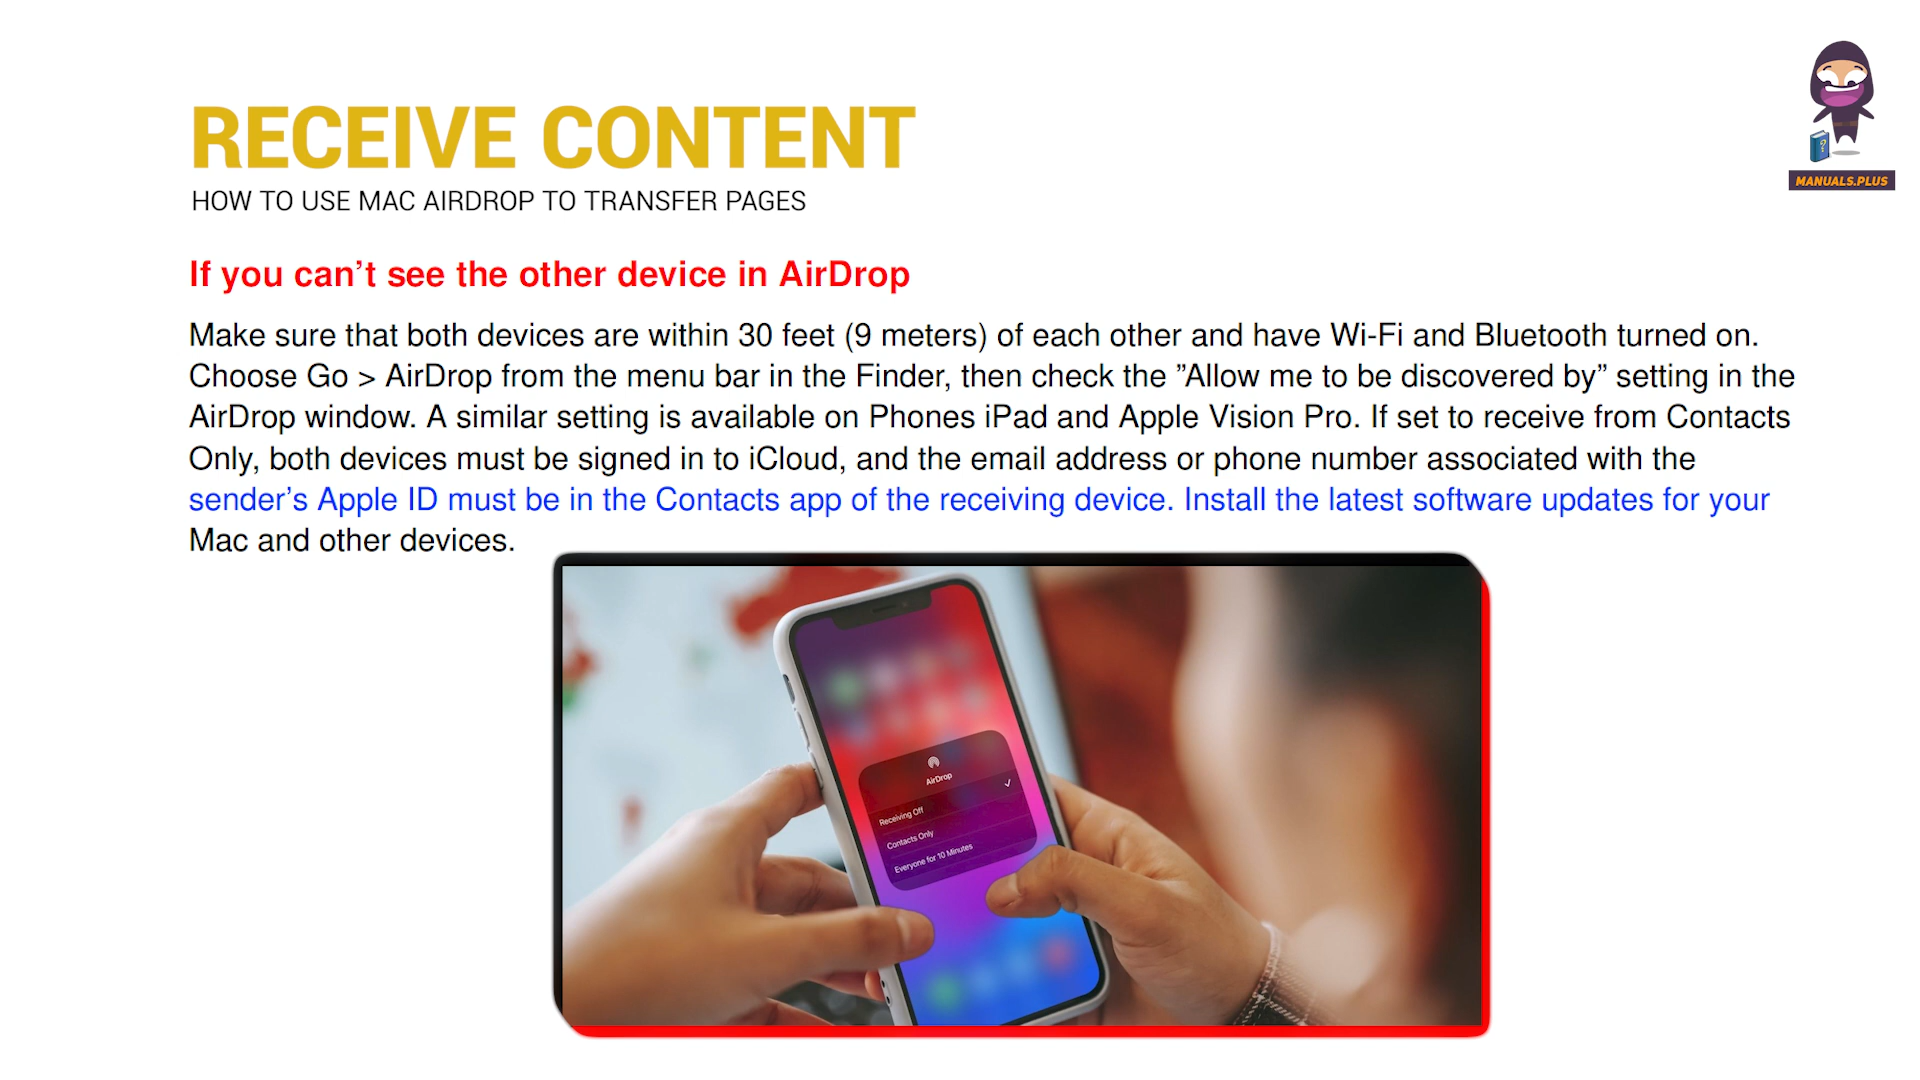 RECEIVE CONTENT
HOW TO USE MAC AIRDROP TO TRANSFER PAGES
MANUALS.PLUS
If you can’t see the other device in AirDrop
Make sure that both devices are within 30 feet (9 meters) of each other and have Wi-Fi and Bluetooth turned on.
Choose Go > AirDrop from the menu bar in the Finder, then check the ”Allow me to be discovered by” setting in the
AirDrop window. A similar setting is available on Phones iPad and Apple Vision Pro. If set to receive from Contacts
Only, both devices must be signed in to iCloud, and the email address or phone number associated with the
sender’s Apple ID must be in the Contacts app of the receiving device. Install the latest software updates for your
Mac and other devices.
AirDrop
Receiving Off
Contacts Only
Everyone for 10 Minutes